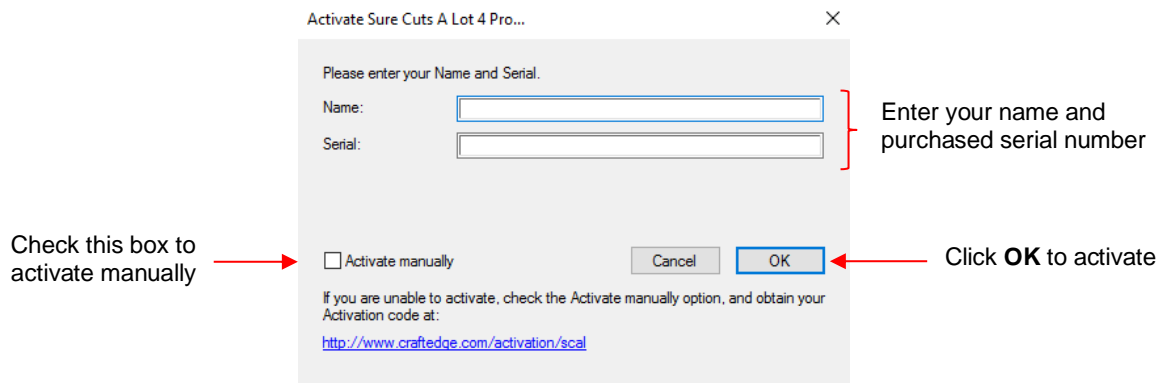 Activate Sure Cuts A Lot 4 Pro...
Please enter your Name and Serial.
Name:
Serial:
Enter your name and
purchased serial number
Check this box to
activate manually
Activate manually
Cancel
OK
Click OK to activate
If you are unable to activate, check the Activate manually option, and obtain your
Activation code at:
http://www.craftedge.com/activation/scal